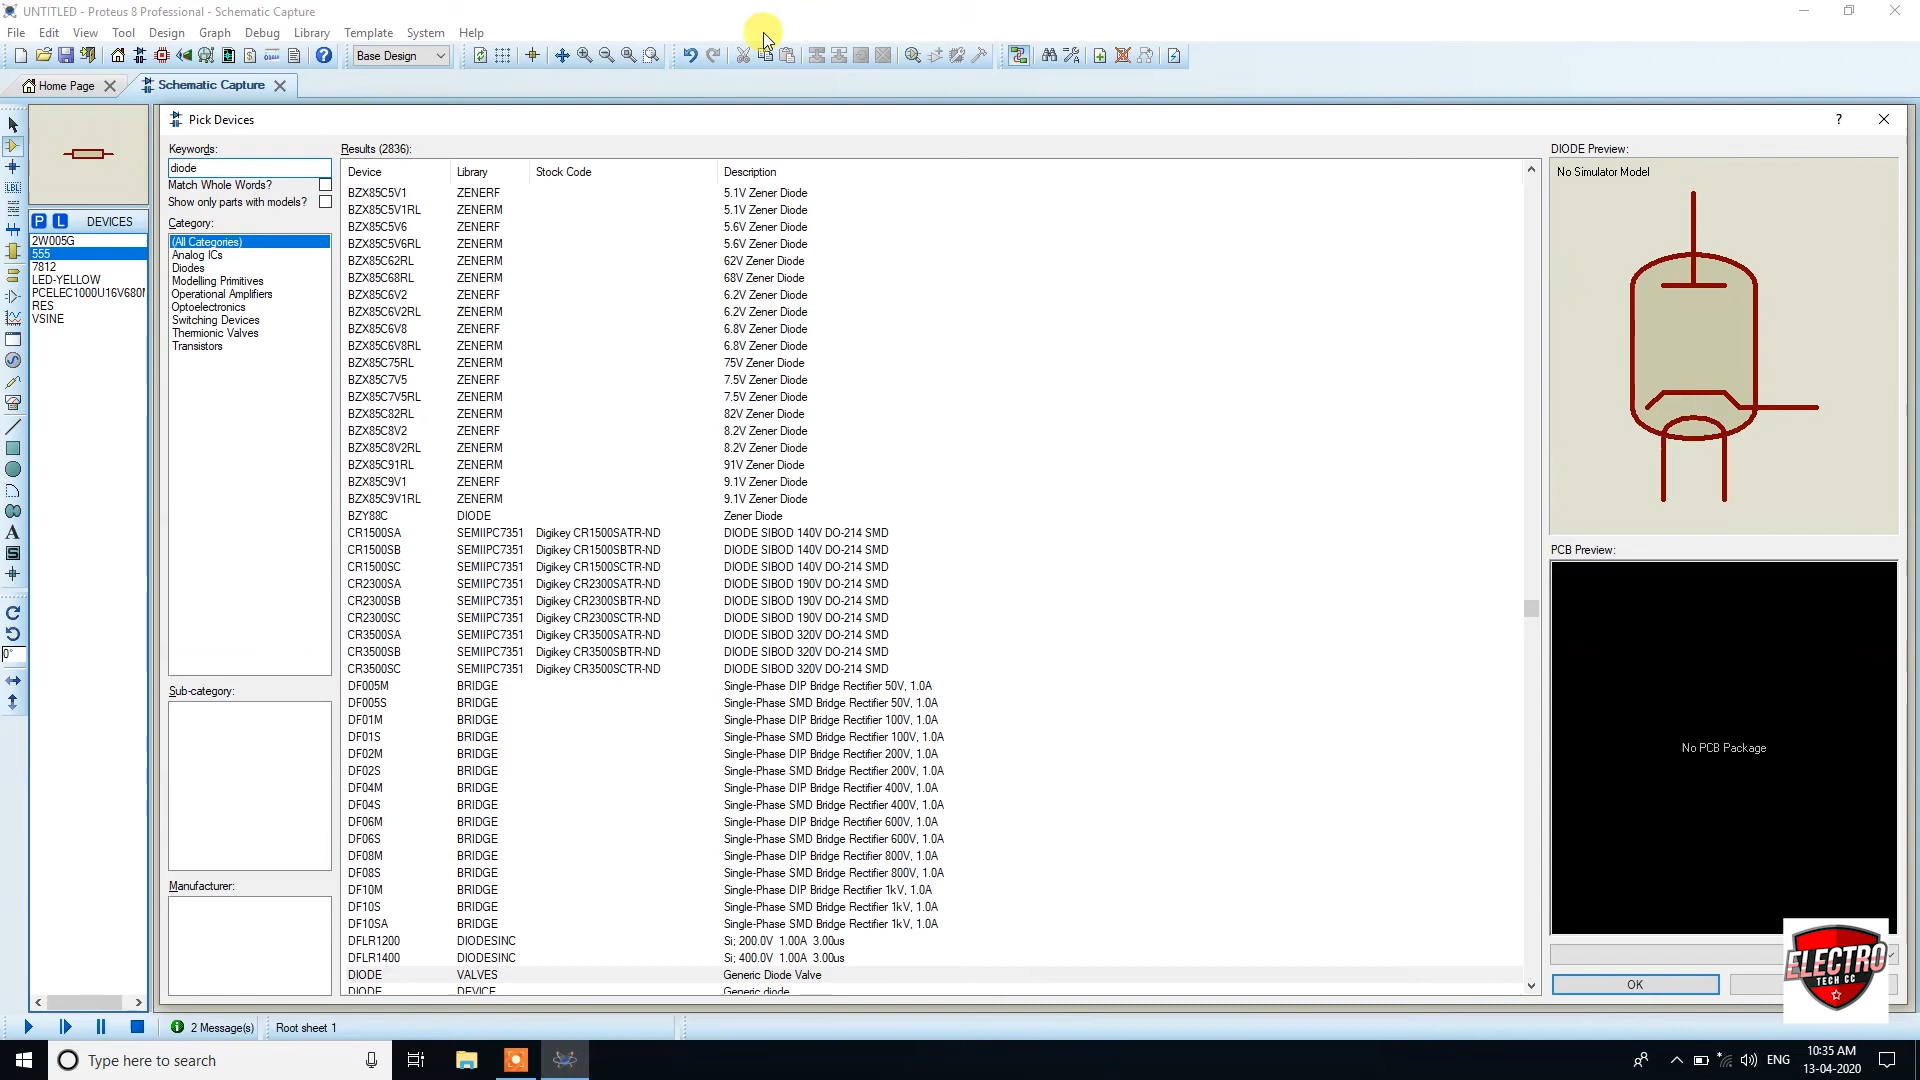 UNTITLED - Proteus 8 Professional - Schematic Capture
File Edit View Tool Design Graph Debug Library Template System Help
Base Design
Home Page Schematic Capture
Pick Devices
?
Keywords:
diode
Match Whole Words?
Show only parts with models?
Category:
(All Categories)
Analog ICs
Diodes
Modelling Primitives
Operational Amplifiers
Optoelectronics
Switching Devices
Thermionic Valves
Transistors
Sub-category:
Manufacturer:
P L DEVICES
2W005G
555
7812
LED-YELLOW
PCELEC1000U16V680M
RES
VSINE
LBL
A
S
0°
Results (2836):
Device Library Stock Code Description
BZX85C5V1 ZENERF 5.1V Zener Diode
BZX85C5V1RL ZENERM 5.1V Zener Diode
BZX85C5V6 ZENERF 5.6V Zener Diode
BZX85C5V6RL ZENERM 5.6V Zener Diode
BZX85C62RL ZENERM 62V Zener Diode
BZX85C68RL ZENERM 68V Zener Diode
BZX85C6V2 ZENERF 6.2V Zener Diode
BZX85C6V2RL ZENERM 6.2V Zener Diode
BZX85C6V8 ZENERF 6.8V Zener Diode
BZX85C6V8RL ZENERM 6.8V Zener Diode
BZX85C75RL ZENERM 75V Zener Diode
BZX85C7V5 ZENERF 7.5V Zener Diode
BZX85C7V5RL ZENERM 7.5V Zener Diode
BZX85C82RL ZENERM 82V Zener Diode
BZX85C8V2 ZENERF 8.2V Zener Diode
BZX85C8V2RL ZENERM 8.2V Zener Diode
BZX85C91RL ZENERM 91V Zener Diode
BZX85C9V1 ZENERF 9.1V Zener Diode
BZX85C9V1RL ZENERM 9.1V Zener Diode
BZY88C DIODE Zener Diode
CR1500SA SEMIIPC7351 Digikey CR1500SATR-ND DIODE SIBOD 140V DO-214 SMD
CR1500SB SEMIIPC7351 Digikey CR1500SBTR-ND DIODE SIBOD 140V DO-214 SMD
CR1500SC SEMIIPC7351 Digikey CR1500SCTR-ND DIODE SIBOD 140V DO-214 SMD
CR2300SA SEMIIPC7351 Digikey CR2300SATR-ND DIODE SIBOD 190V DO-214 SMD
CR2300SB SEMIIPC7351 Digikey CR2300SBTR-ND DIODE SIBOD 190V DO-214 SMD
CR2300SC SEMIIPC7351 Digikey CR2300SCTR-ND DIODE SIBOD 190V DO-214 SMD
CR3500SA SEMIIPC7351 Digikey CR3500SATR-ND DIODE SIBOD 320V DO-214 SMD
CR3500SB SEMIIPC7351 Digikey CR3500SBTR-ND DIODE SIBOD 320V DO-214 SMD
CR3500SC SEMIIPC7351 Digikey CR3500SCTR-ND DIODE SIBOD 320V DO-214 SMD
DF005M BRIDGE Single-Phase DIP Bridge Rectifier 50V, 1.0A
DF005S BRIDGE Single-Phase SMD Bridge Rectifier 50V, 1.0A
DF01M BRIDGE Single-Phase DIP Bridge Rectifier 100V, 1.0A
DF01S BRIDGE Single-Phase SMD Bridge Rectifier 100V, 1.0A
DF02M BRIDGE Single-Phase DIP Bridge Rectifier 200V, 1.0A
DF02S BRIDGE Single-Phase SMD Bridge Rectifier 200V, 1.0A
DF04M BRIDGE Single-Phase DIP Bridge Rectifier 400V, 1.0A
DF04S BRIDGE Single-Phase SMD Bridge Rectifier 400V, 1.0A
DF06M BRIDGE Single-Phase DIP Bridge Rectifier 600V, 1.0A
DF06S BRIDGE Single-Phase SMD Bridge Rectifier 600V, 1.0A
DF08M BRIDGE Single-Phase DIP Bridge Rectifier 800V, 1.0A
DF08S BRIDGE Single-Phase SMD Bridge Rectifier 800V, 1.0A
DF10M BRIDGE Single-Phase DIP Bridge Rectifier 1kV, 1.0A
DF10S BRIDGE Single-Phase SMD Bridge Rectifier 1kV, 1.0A
DF10SA BRIDGE Single-Phase SMD Bridge Rectifier 1kV, 1.0A
DFLR1200 DIODESINC Si; 200.0V 1.00A 3.00us
DFLR1400 DIODESINC Si; 400.0V 1.00A 3.00us
DIODE VALVES Generic Diode Valve
DIODE DEVICE Generic diode
DIODE Preview:
No Simulator Model
PCB Preview:
No PCB Package
OK
ELECTRO
TECH CC
2 Message(s) Root sheet 1
Type here to search
ENG
10:35 AM
13-04-2020